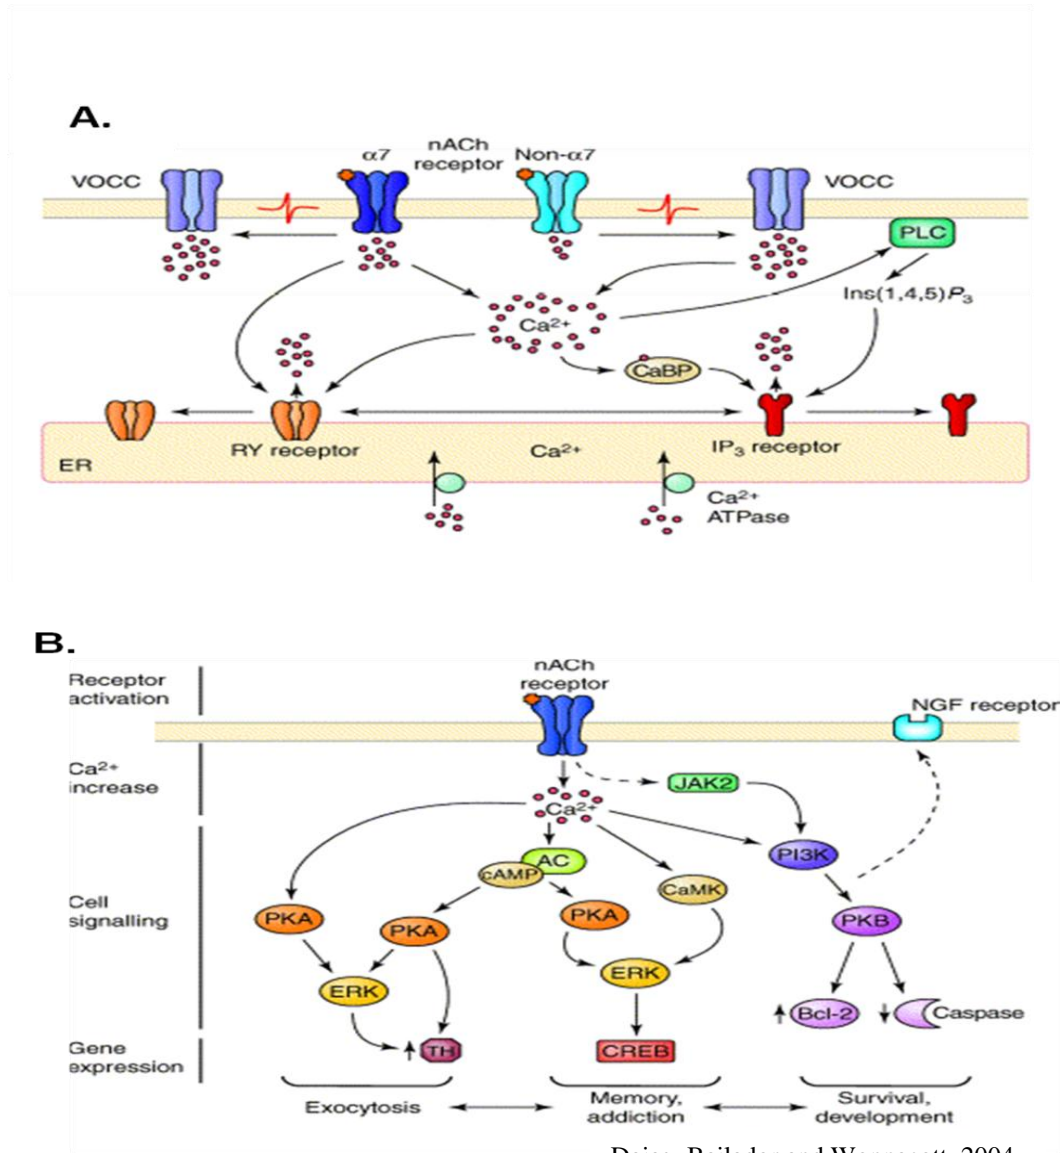 A.
nACh
receptor
α7
Non-α7
VOCC
VOCC
PLC
Ins(1,4,5)P3
Ca2+
CaBP
RY receptor
Ca2+
IP3 receptor
ER
Ca2+
ATPase
B.
Receptor
activation
nACh
receptor
NGF receptor
Ca2+
increase
JAK2
Ca2+
AC
cAMP
PI3K
CaMK
Cell
signalling
PKA
PKA
PKA
PKB
ERK
ERK
Bcl-2
Caspase
Gene
expression
TH
CREB
Exocytosis
Memory,
addiction
Survival,
development